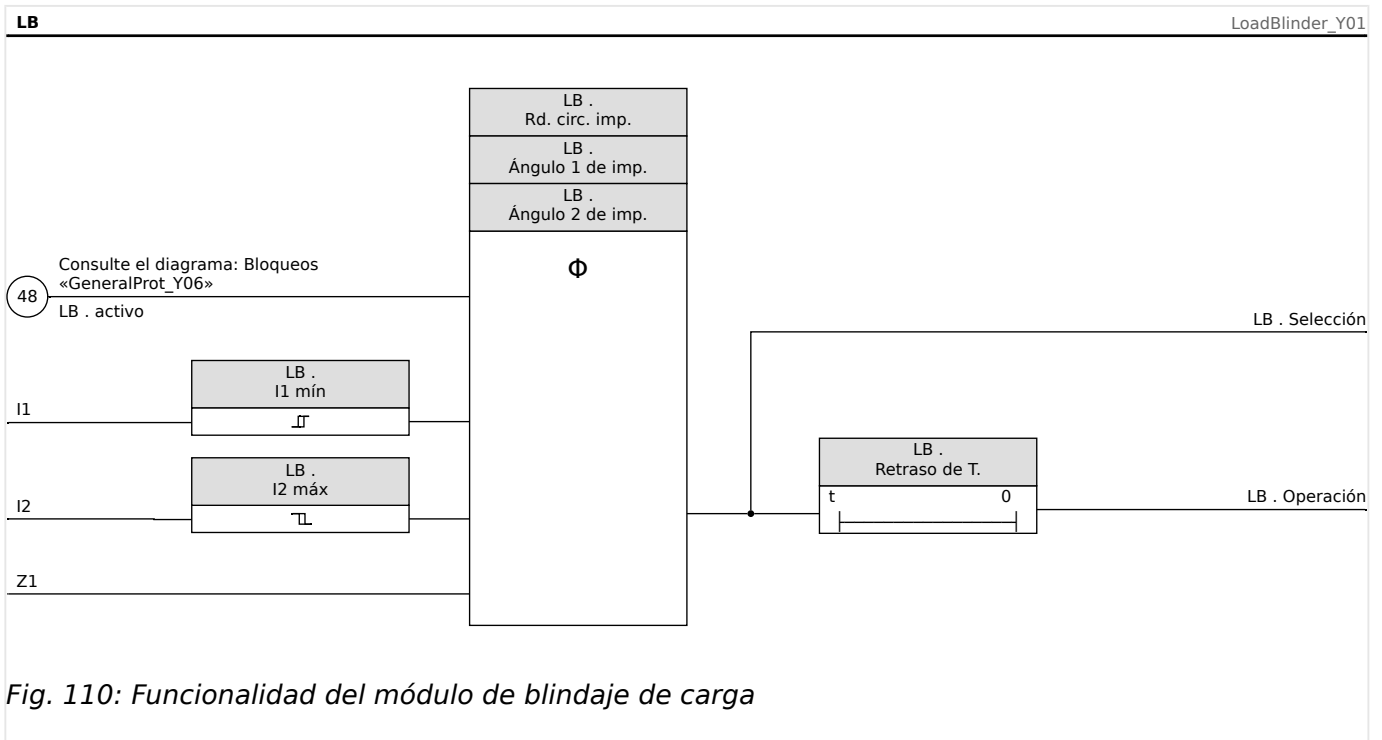 LB
LoadBlinder_Y01
LB .
Rd. circ. imp.
LB .
Ángulo 1 de imp.
LB .
Ángulo 2 de imp.
Φ
Consulte el diagrama: Bloqueos
«GeneralProt_Y06»
48
LB . activo
LB . Selección
LB .
I1 mín
I1
LB .
I2 máx
I2
LB .
Retraso de T.
t 0
LB . Operación
Z1
Fig. 110: Funcionalidad del módulo de blindaje de carga